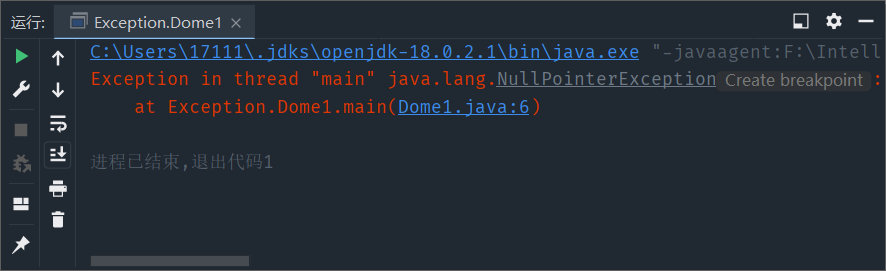 运行: Exception.Dome1
C:\Users\17111\.jdks\openjdk-18.0.2.1\bin\java.exe "-javaagent:F:\Intell
Exception in thread "main" java.lang.NullPointerException Create breakpoint :
at Exception.Dome1.main(Dome1.java:6)
进程已结束,退出代码1